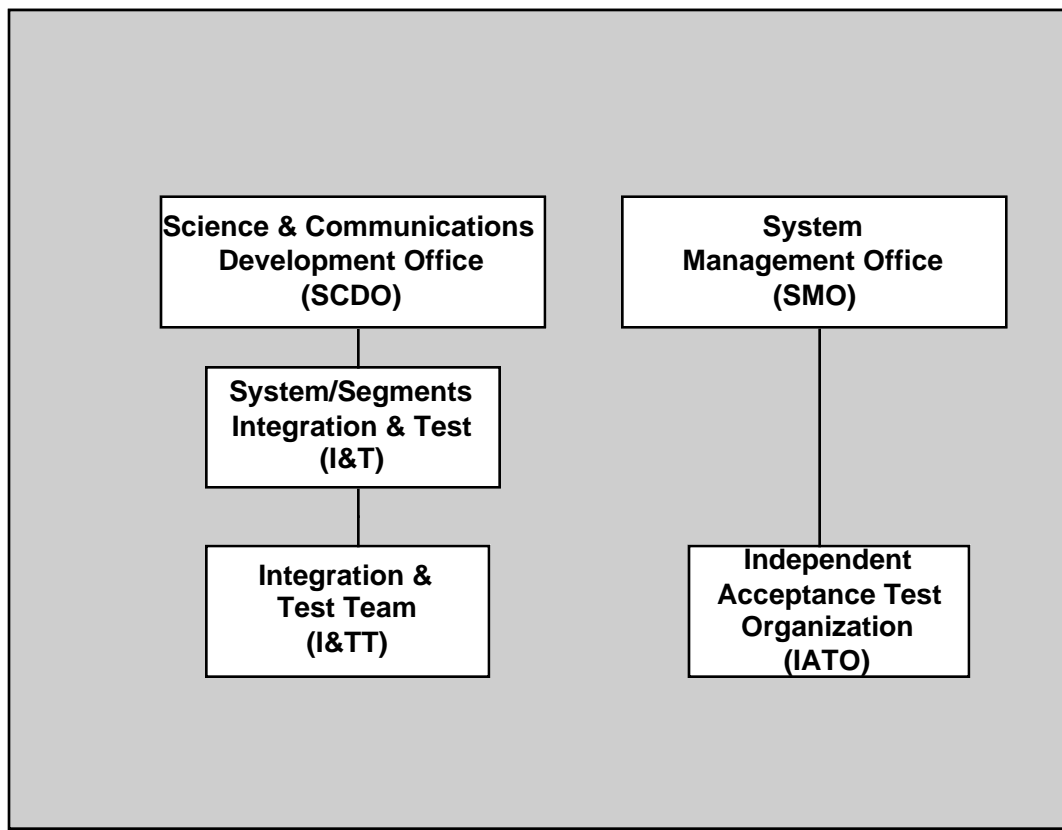 Science & Communications
Development Office
(SCDO)
System
Management Office
(SMO)
System/Segments
Integration & Test
(I&T)
Integration &
Test Team
(I&TT)
Independent
Acceptance Test
Organization
(IATO)